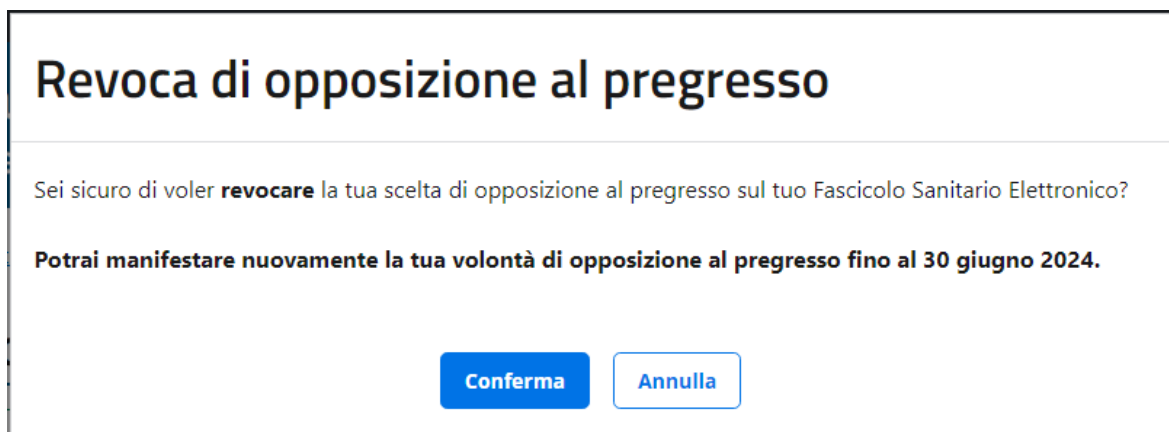 Revoca di opposizione al pregresso
Sei sicuro di voler revocare la tua scelta di opposizione al pregresso sul tuo Fascicolo Sanitario Elettronico?
Potrai manifestare nuovamente la tua volontà di opposizione al pregresso fino al 30 giugno 2024.
Conferma Annulla